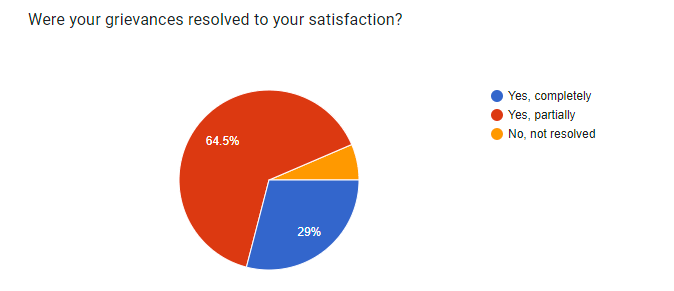 Were your grievances resolved to your satisfaction?
Yes, completely
Yes, partially
No, not resolved
64.5%
29%